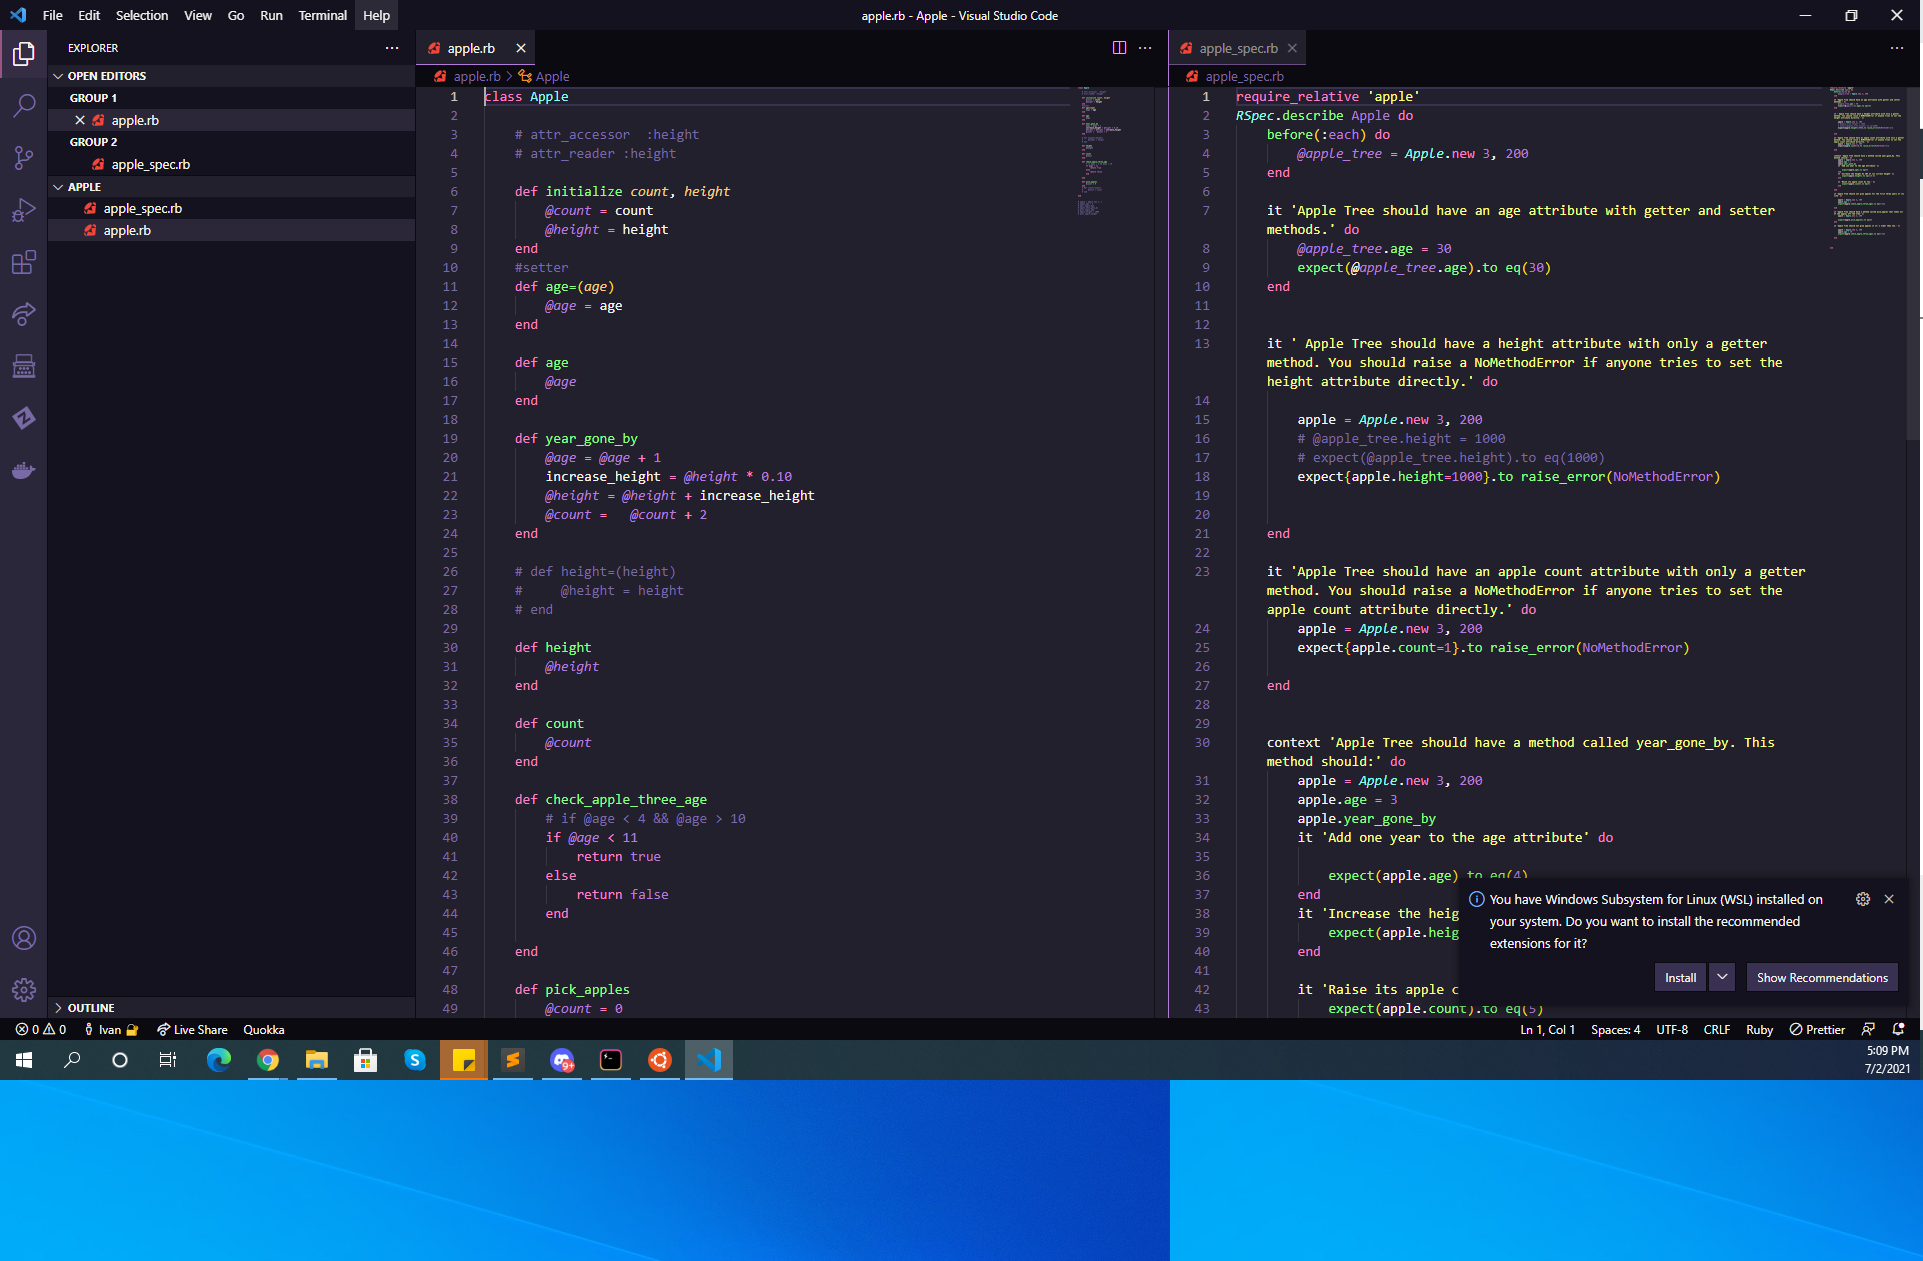 File Edit Selection View Go Run Terminal Help
apple.rb - Apple - Visual Studio Code
EXPLORER
OPEN EDITORS
GROUP 1
apple.rb
GROUP 2
apple_spec.rb
APPLE
apple_spec.rb
apple.rb
OUTLINE
apple.rb
apple.rb > Apple
1 class Apple
2
3 # attr_accessor  :height
4 # attr_reader :height
5
6 def initialize count, height
7 @count = count
8 @height = height
9 end
10 #setter
11 def age=(age)
12 @age = age
13 end
14
15 def age
16 @age
17 end
18
19 def year_gone_by
20 @age = @age + 1
21 increase_height = @height * 0.10
22 @height = @height + increase_height
23 @count =   @count + 2
24 end
25
26 # def height=(height)
27 #     @height = height
28 # end
29
30 def height
31 @height
32 end
33
34 def count
35 @count
36 end
37
38 def check_apple_three_age
39 # if @age < 4 && @age > 10
40 if @age < 11
41 return true
42 else
43 return false
44 end
45
46 end
47
48 def pick_apples
49 @count = 0
apple_spec.rb
apple_spec.rb
1 require_relative 'apple'
2 RSpec.describe Apple do
3 before(:each) do
4 @apple_tree = Apple.new 3, 200
5 end
6
7 it 'Apple Tree should have an age attribute with getter and setter
methods.' do
8 @apple_tree.age = 30
9 expect(@apple_tree.age).to eq(30)
10 end
11
12
13 it ' Apple Tree should have a height attribute with only a getter
method. You should raise a NoMethodError if anyone tries to set the
height attribute directly.' do
14
15 apple = Apple.new 3, 200
16 # @apple_tree.height = 1000
17 # expect(@apple_tree.height).to eq(1000)
18 expect{apple.height=1000}.to raise_error(NoMethodError)
19
20
21 end
22
23 it 'Apple Tree should have an apple count attribute with only a getter
method. You should raise a NoMethodError if anyone tries to set the
apple count attribute directly.' do
24 apple = Apple.new 3, 200
25 expect{apple.count=1}.to raise_error(NoMethodError)
26
27 end
28
29
30 context 'Apple Tree should have a method called year_gone_by. This
method should:' do
31 apple = Apple.new 3, 200
32 apple.age = 3
33 apple.year_gone_by
34 it 'Add one year to the age attribute' do
35
36 expect(apple.age).to eq(4)
37 end
38 it 'Increase the heig
39 expect(apple.heig
40 end
41
42 it 'Raise its apple c
43 expect(apple.count).to eq(5)
You have Windows Subsystem for Linux (WSL) installed on
your system. Do you want to install the recommended
extensions for it?
Install Show Recommendations
0 0 Ivan Live Share Quokka
Ln 1, Col 1 Spaces: 4 UTF-8 CRLF Ruby Prettier
9+
5:09 PM
7/2/2021